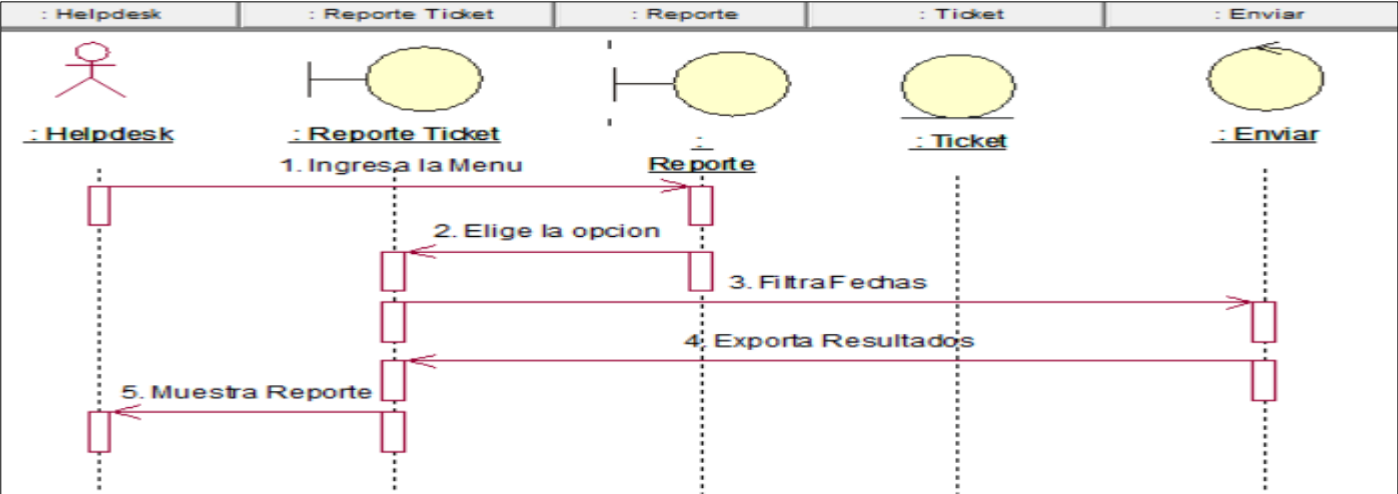 : Helpdesk
: Reporte Ticket
: Reporte
: Ticket
: Enviar
: Helpdesk
: Reporte Ticket
:
Reporte
: Ticket
: Enviar
1. Ingresa la Menu
2. Elige la opcion
3. Filtra Fechas
4. Exporta Resultados
5. Muestra Reporte